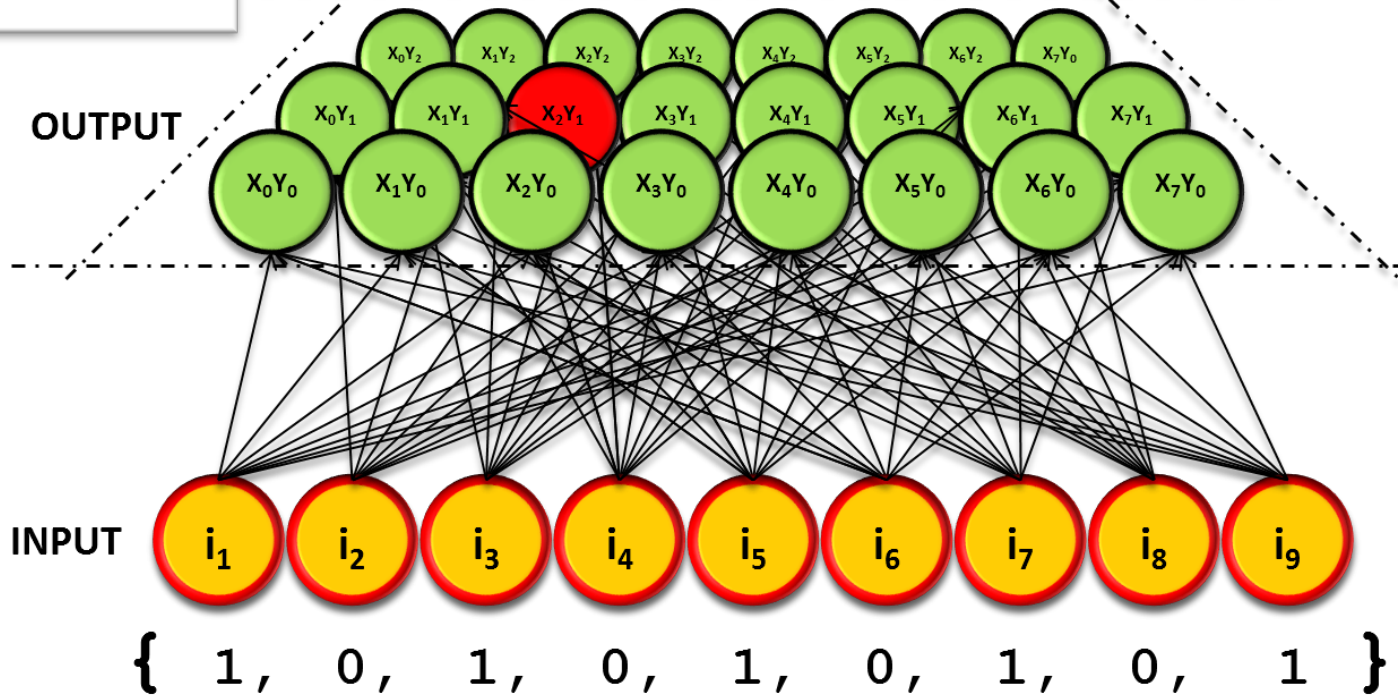 X0Y2 X1Y2 X2Y2 X3Y2 X4Y2 X5Y2 X6Y2 X7Y0
OUTPUT X0Y1 X1Y1 X2Y1 X3Y1 X4Y1 X5Y1 X6Y1 X7Y1
X0Y0 X1Y0 X2Y0 X3Y0 X4Y0 X5Y0 X6Y0 X7Y0
INPUT i1 i2 i3 i4 i5 i6 i7 i8 i9
{ 1, 0, 1, 0, 1, 0, 1, 0, 1 }